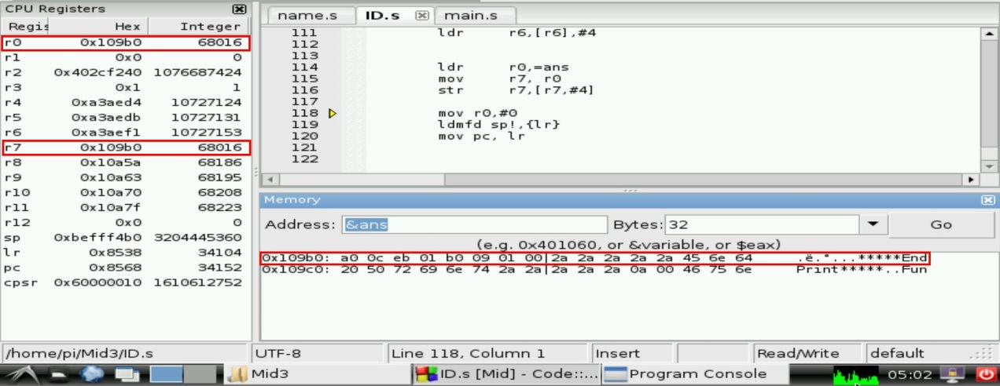 CPU Registers
Regis Hex Integer
r0 0x109b0 68016
r1 0x0 0
r2 0x402cf240 1076687424
r3 0x1 1
r4 0xa3aed4 10727124
r5 0xa3aedb 10727131
r6 0xa3aef1 10727153
r7 0x109b0 68016
r8 0x10a5a 68186
r9 0x10a63 68195
r10 0x10a70 68208
r11 0x10a7f 68223
r12 0x0 0
sp 0xbefff4b0 3204445360
lr 0x8538 34104
pc 0x8568 34152
cpsr 0x60000010 1610612752
name.s ID.s main.s
111 ldr r6,[r6],#4
112
113
114 ldr r0,=ans
115 mov r7, r0
116 str r7,[r7,#4]
117
118 mov r0,#0
119 ldmfd sp!,{lr}
120 mov pc, lr
121
122
Memory
Address: &ans Bytes: 32 Go
(e.g. 0x401060, or &variable, or $eax)
0x109b0: a0 0c eb 01 b0 09 01 00|2a 2a 2a 2a 2a 45 6e 64 .ë.°...*****End
0x109c0: 20 50 72 69 6e 74 2a 2a|2a 2a 2a 0a 00 46 75 6e Print*****..Fun
/home/pi/Mid3/ID.s UTF-8 Line 118, Column 1 Insert Read/Write default
Mid3 ID.s [Mid] - Code::... Program Console 05:02